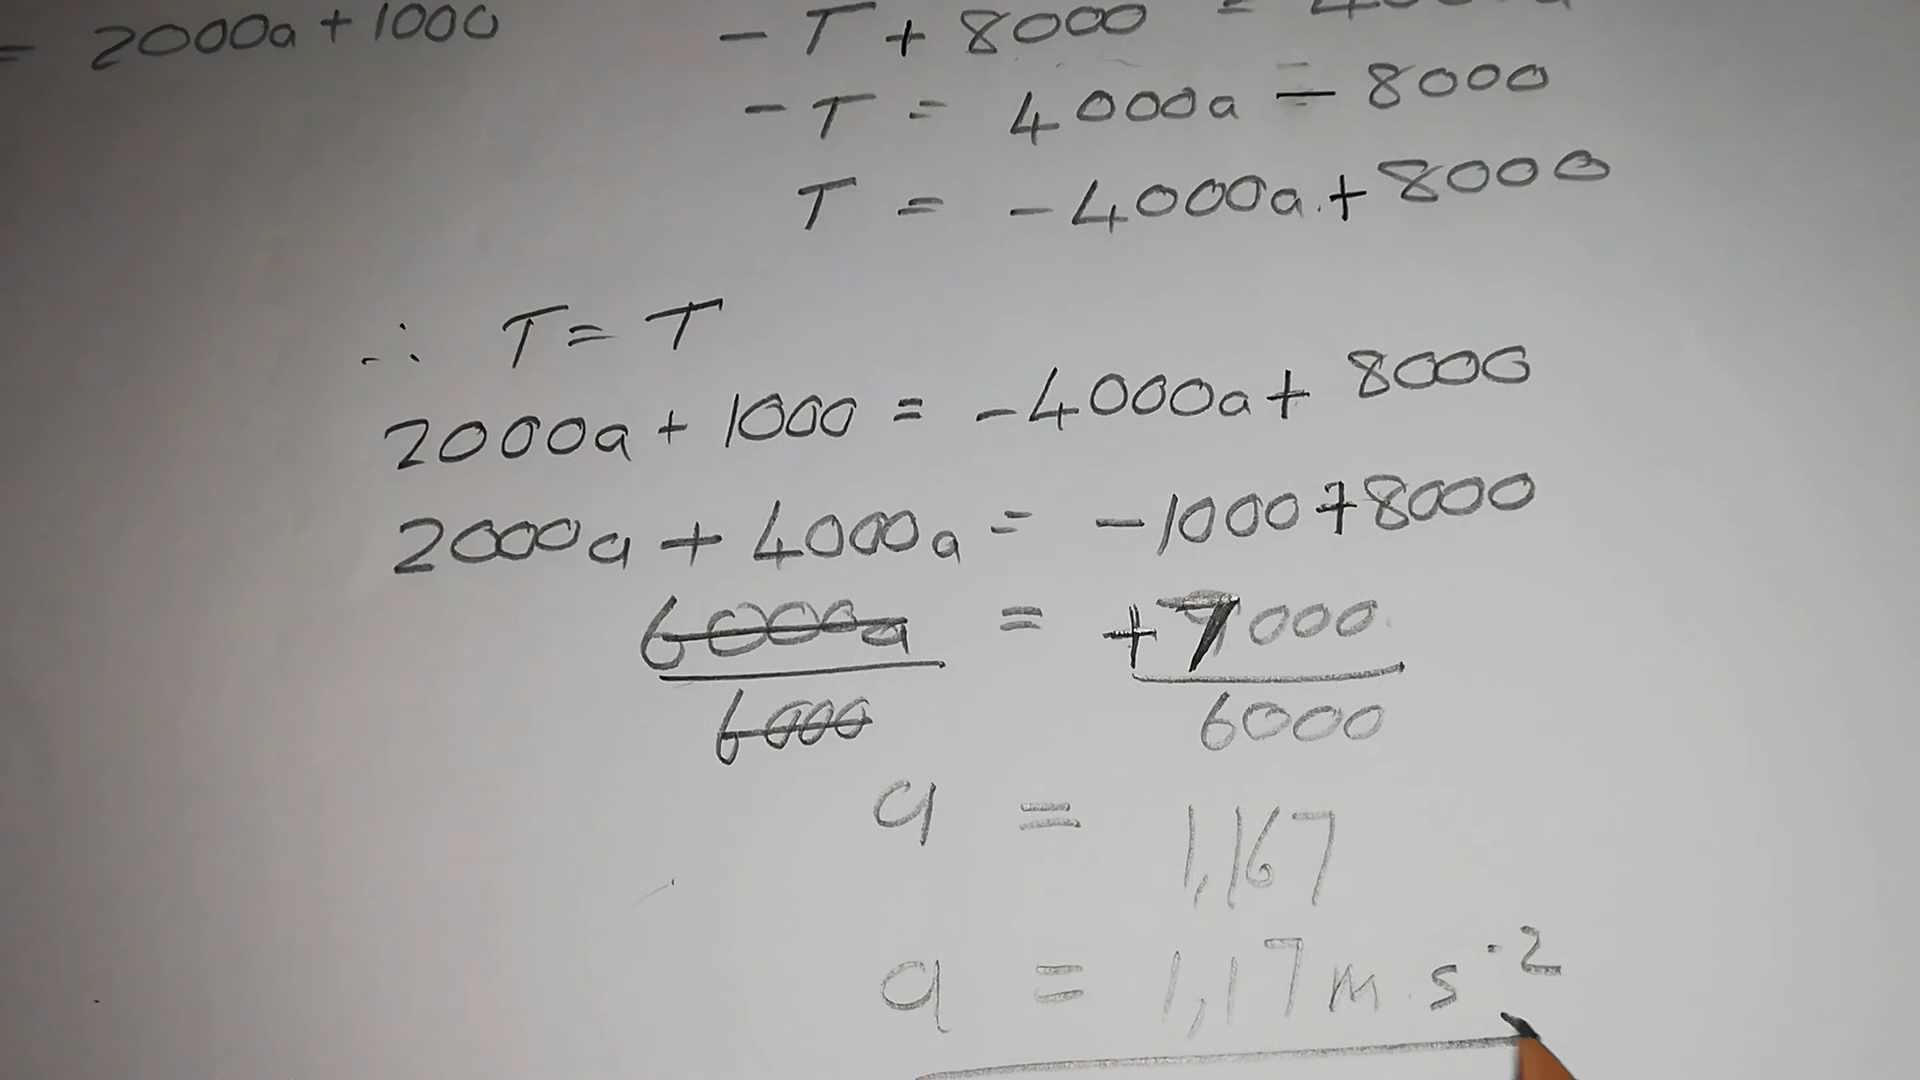 = 2000a + 1000
- T + 8000 =
- T = 4000a - 8000
T = - 4000a + 8000
∴ T = T
2000a + 1000 = - 4000a + 8000
2000a + 4000a = - 1000 + 8000
6000a = + 7000
6000 6000
a = 1,167
a = 1,17 m.s⁻²